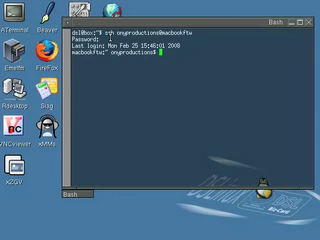 Bash
dsl@box:~$ ssh onyproductions@macbookftw
Password:
Last login: Mon Feb 25 15:46:01 2008
macbookftw:~ onyproductions$
ATerminal
Beaver
Emelfm
FireFox
Rdesktop
Sisg
VNCviewer
xMMs
xZGV
Bash